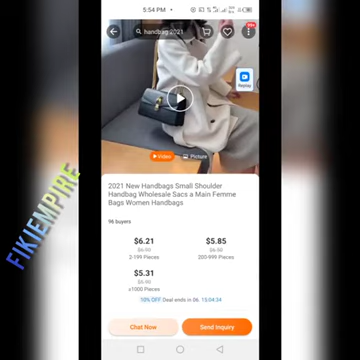 5:54 PM
handbag 2021
Replay
Video
Picture
2021 New Handbags Small Shoulder
Handbag Wholesale Sacs a Main Femme
Bags Women Handbags
96 buyers
$6.21
$5.85
2-199 Pieces
200-999 Pieces
$5.31
≥1000 Pieces
10% OFF Deal ends in 06. 15:04:34
Chat Now
Send Inquiry
FIKIEMPIRE